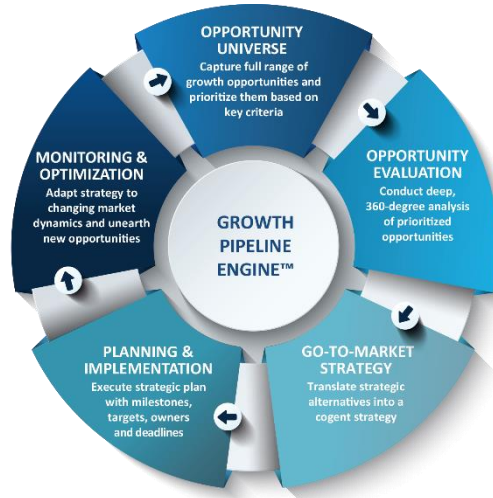 OPPORTUNITY
UNIVERSE
Capture full range of
growth opportunities and
prioritize them based on
key criteria
OPPORTUNITY
EVALUATION
Conduct deep,
360-degree analysis
of prioritized
opportunities
GO-TO-MARKET
STRATEGY
Translate strategic
alternatives into a
cogent strategy
PLANNING &
IMPLEMENTATION
Execute strategic plan
with milestones,
targets, owners
and deadlines
MONITORING &
OPTIMIZATION
Adapt strategy to
changing market
dynamics and unearth
new opportunities
GROWTH
PIPELINE
ENGINE™